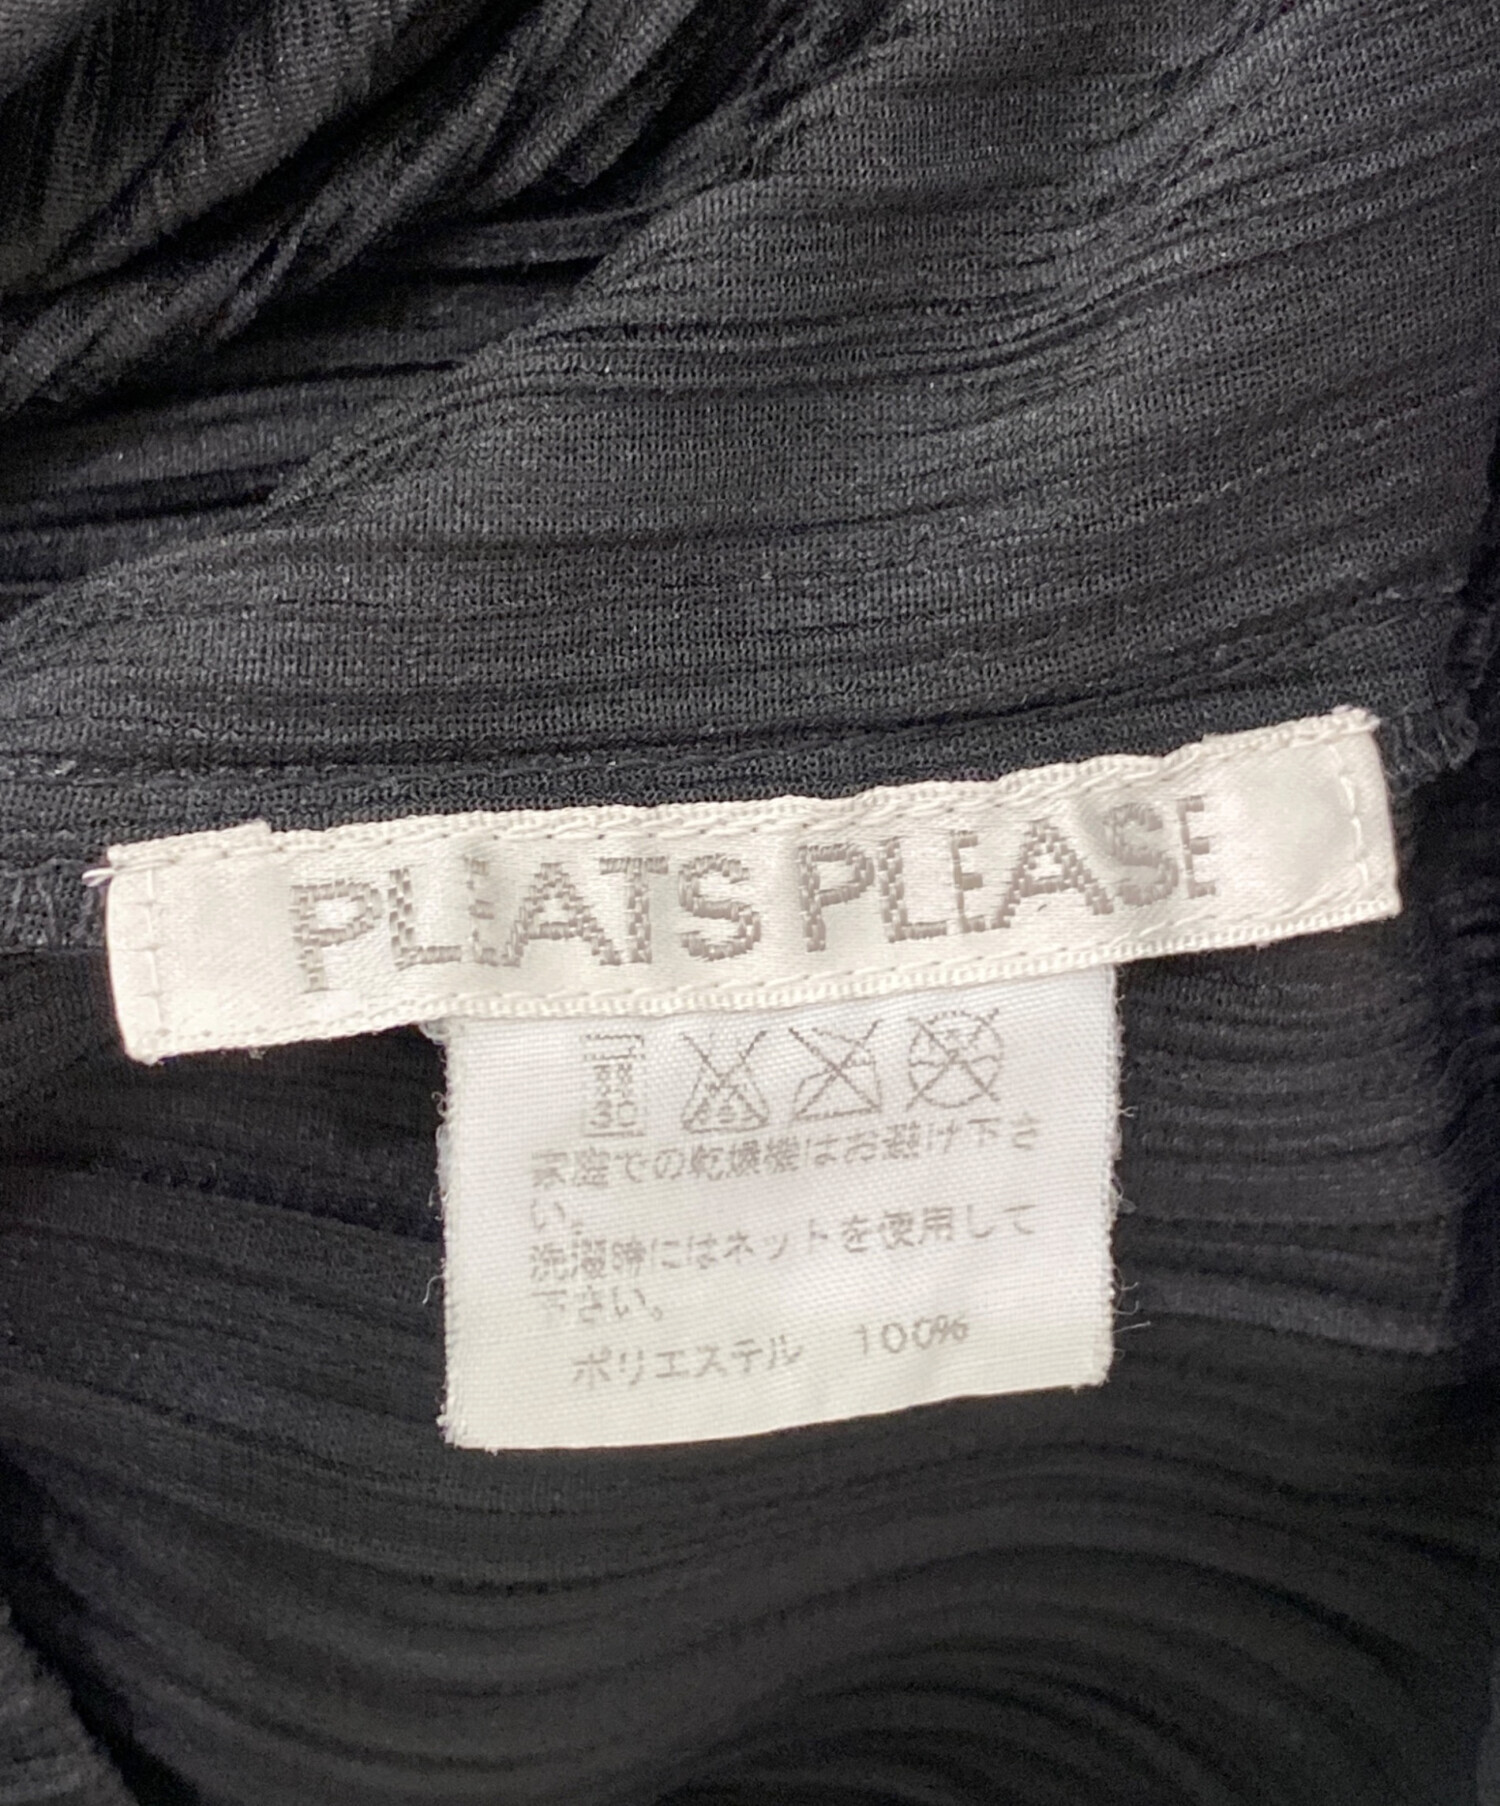 PLEATS PLEASE
30
家庭での乾燥機はお避け下さ
い。
洗濯時にはネットを使用して
下さい。
ポリエステル 100%